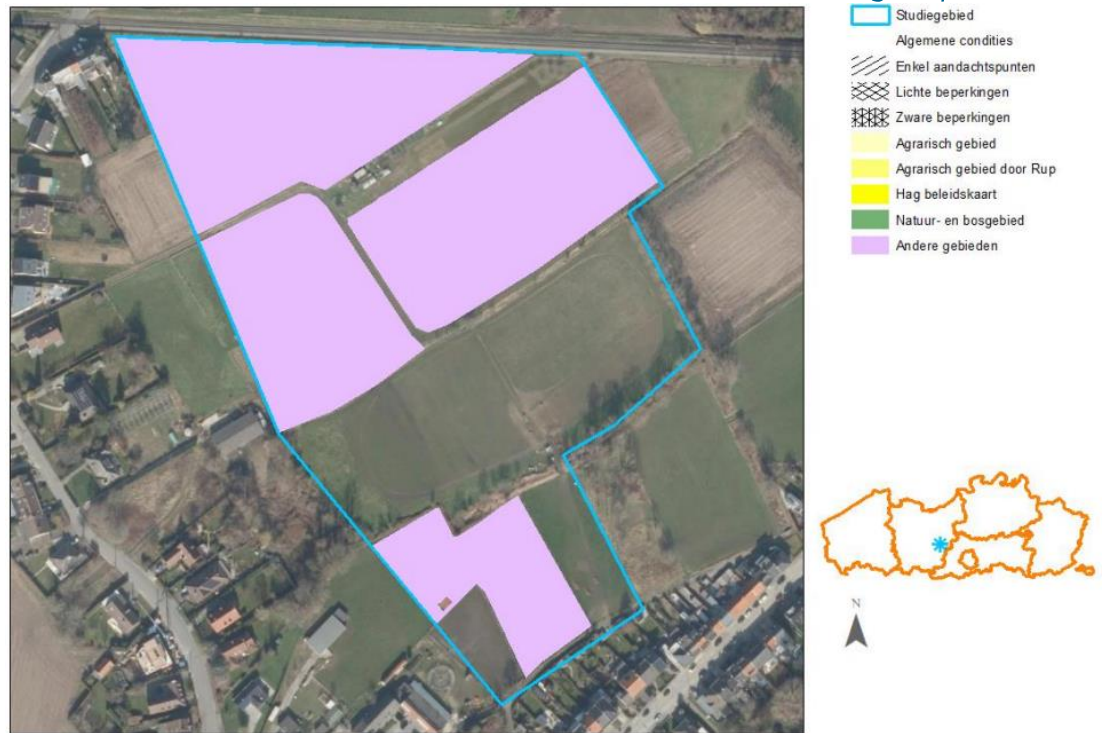 Studiegebied
Algemene condities
Enkel aandachtspunten
Lichte beperkingen
Zware beperkingen
Agrarisch gebied
Agrarisch gebied door Rup
Hag beleidskaart
Natuur- en bosgebied
Andere gebieden
N